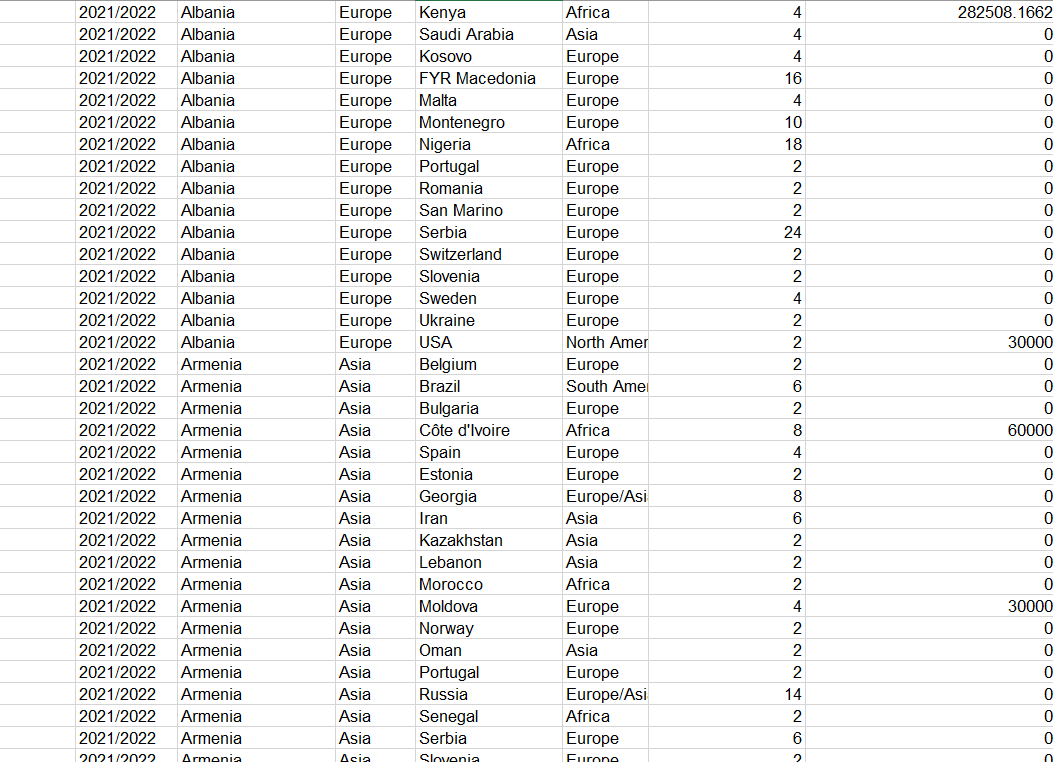 2021/2022 Albania Europe Kenya Africa 4 282508.1662
2021/2022 Albania Europe Saudi Arabia Asia 4 0
2021/2022 Albania Europe Kosovo Europe 4 0
2021/2022 Albania Europe FYR Macedonia Europe 16 0
2021/2022 Albania Europe Malta Europe 4 0
2021/2022 Albania Europe Montenegro Europe 10 0
2021/2022 Albania Europe Nigeria Africa 18 0
2021/2022 Albania Europe Portugal Europe 2 0
2021/2022 Albania Europe Romania Europe 2 0
2021/2022 Albania Europe San Marino Europe 2 0
2021/2022 Albania Europe Serbia Europe 24 0
2021/2022 Albania Europe Switzerland Europe 2 0
2021/2022 Albania Europe Slovenia Europe 2 0
2021/2022 Albania Europe Sweden Europe 4 0
2021/2022 Albania Europe Ukraine Europe 2 0
2021/2022 Albania Europe USA North Amer 2 30000
2021/2022 Armenia Asia Belgium Europe 2 0
2021/2022 Armenia Asia Brazil South Amer 6 0
2021/2022 Armenia Asia Bulgaria Europe 2 0
2021/2022 Armenia Asia Côte d'Ivoire Africa 8 60000
2021/2022 Armenia Asia Spain Europe 4 0
2021/2022 Armenia Asia Estonia Europe 2 0
2021/2022 Armenia Asia Georgia Europe/Asi 8 0
2021/2022 Armenia Asia Iran Asia 6 0
2021/2022 Armenia Asia Kazakhstan Asia 2 0
2021/2022 Armenia Asia Lebanon Asia 2 0
2021/2022 Armenia Asia Morocco Africa 2 0
2021/2022 Armenia Asia Moldova Europe 4 30000
2021/2022 Armenia Asia Norway Europe 2 0
2021/2022 Armenia Asia Oman Asia 2 0
2021/2022 Armenia Asia Portugal Europe 2 0
2021/2022 Armenia Asia Russia Europe/Asi 14 0
2021/2022 Armenia Asia Senegal Africa 2 0
2021/2022 Armenia Asia Serbia Europe 6 0
2021/2022 Armenia Asia Slovenia Europe 2 0